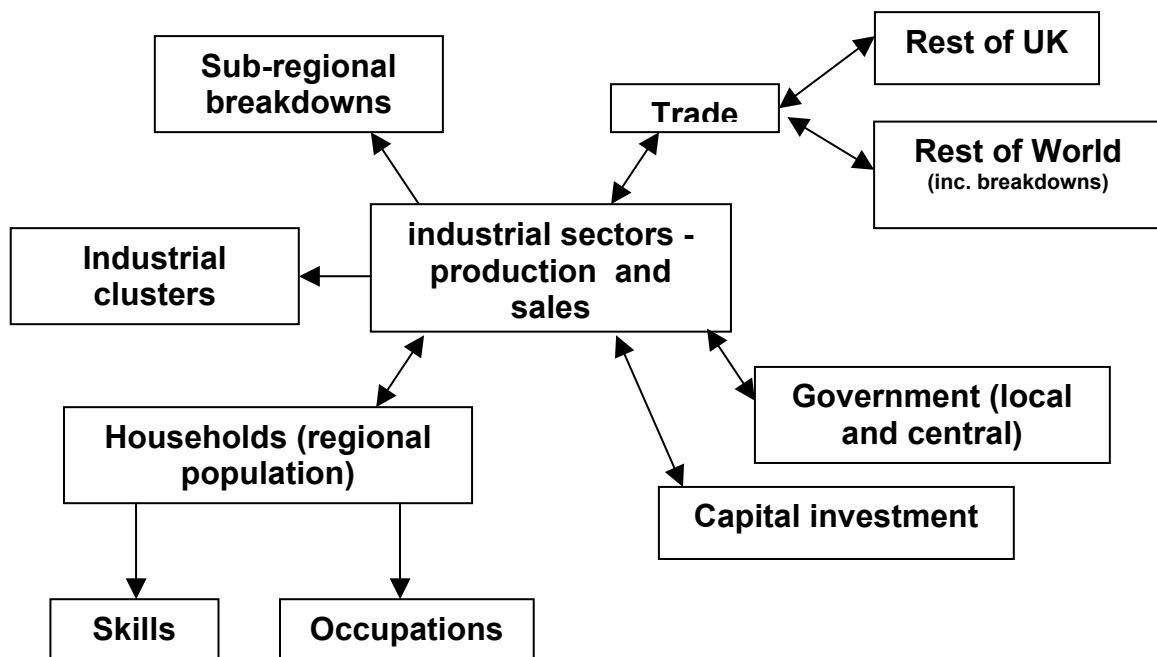 Rest of UK
Sub-regional
breakdowns
Trade
Rest of World
(inc. breakdowns)
industrial sectors -
production and
sales
Industrial
clusters
Government (local
and central)
Households (regional
population)
Capital investment
Skills
Occupations